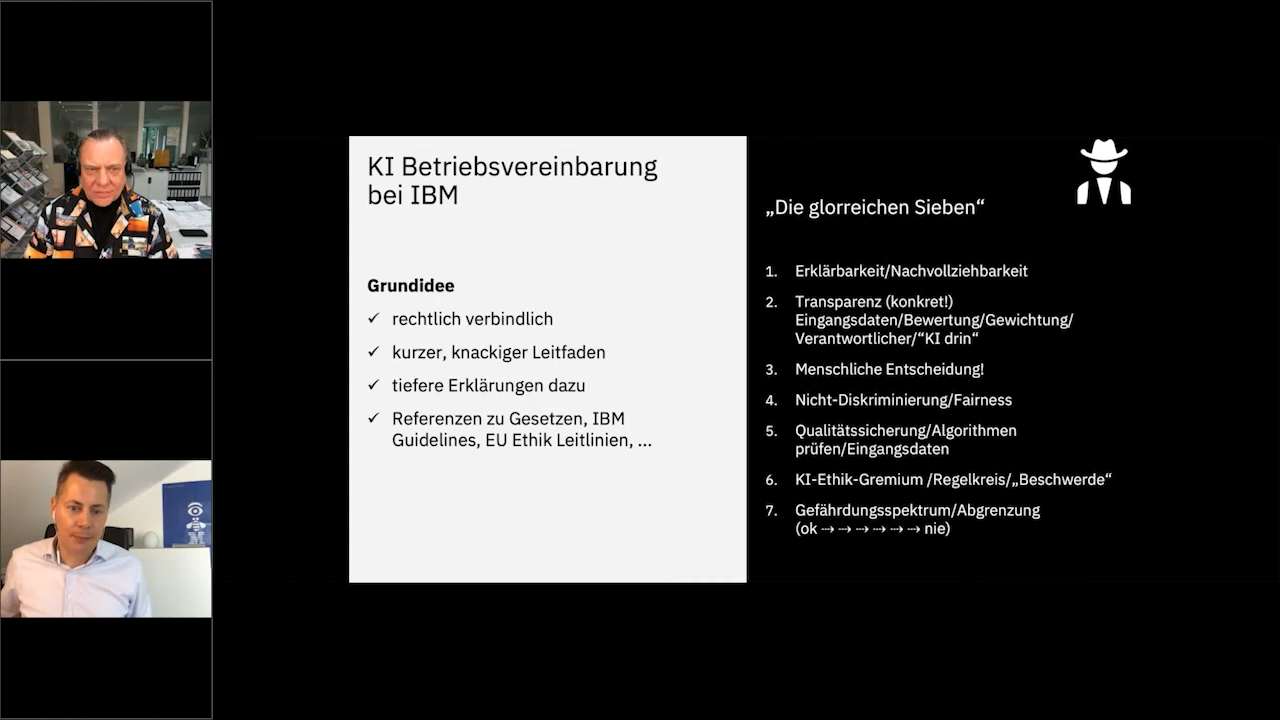 KI Betriebsvereinbarung
bei IBM
Grundidee
✓ rechtlich verbindlich
✓ kurzer, knackiger Leitfaden
✓ tiefere Erklärungen dazu
✓ Referenzen zu Gesetzen, IBM
Guidelines, EU Ethik Leitlinien, ...
„Die glorreichen Sieben“
1. Erklärbarkeit/Nachvollziehbarkeit
2. Transparenz (konkret!)
Eingangsdaten/Bewertung/Gewichtung/
Verantwortlicher/“KI drin“
3. Menschliche Entscheidung!
4. Nicht-Diskriminierung/Fairness
5. Qualitätssicherung/Algorithmen
prüfen/Eingangsdaten
6. KI-Ethik-Gremium /Regelkreis/„Beschwerde“
7. Gefährdungsspektrum/Abgrenzung
(ok ⇢ ⇢ ⇢ ⇢ ⇢ ⇢ nie)